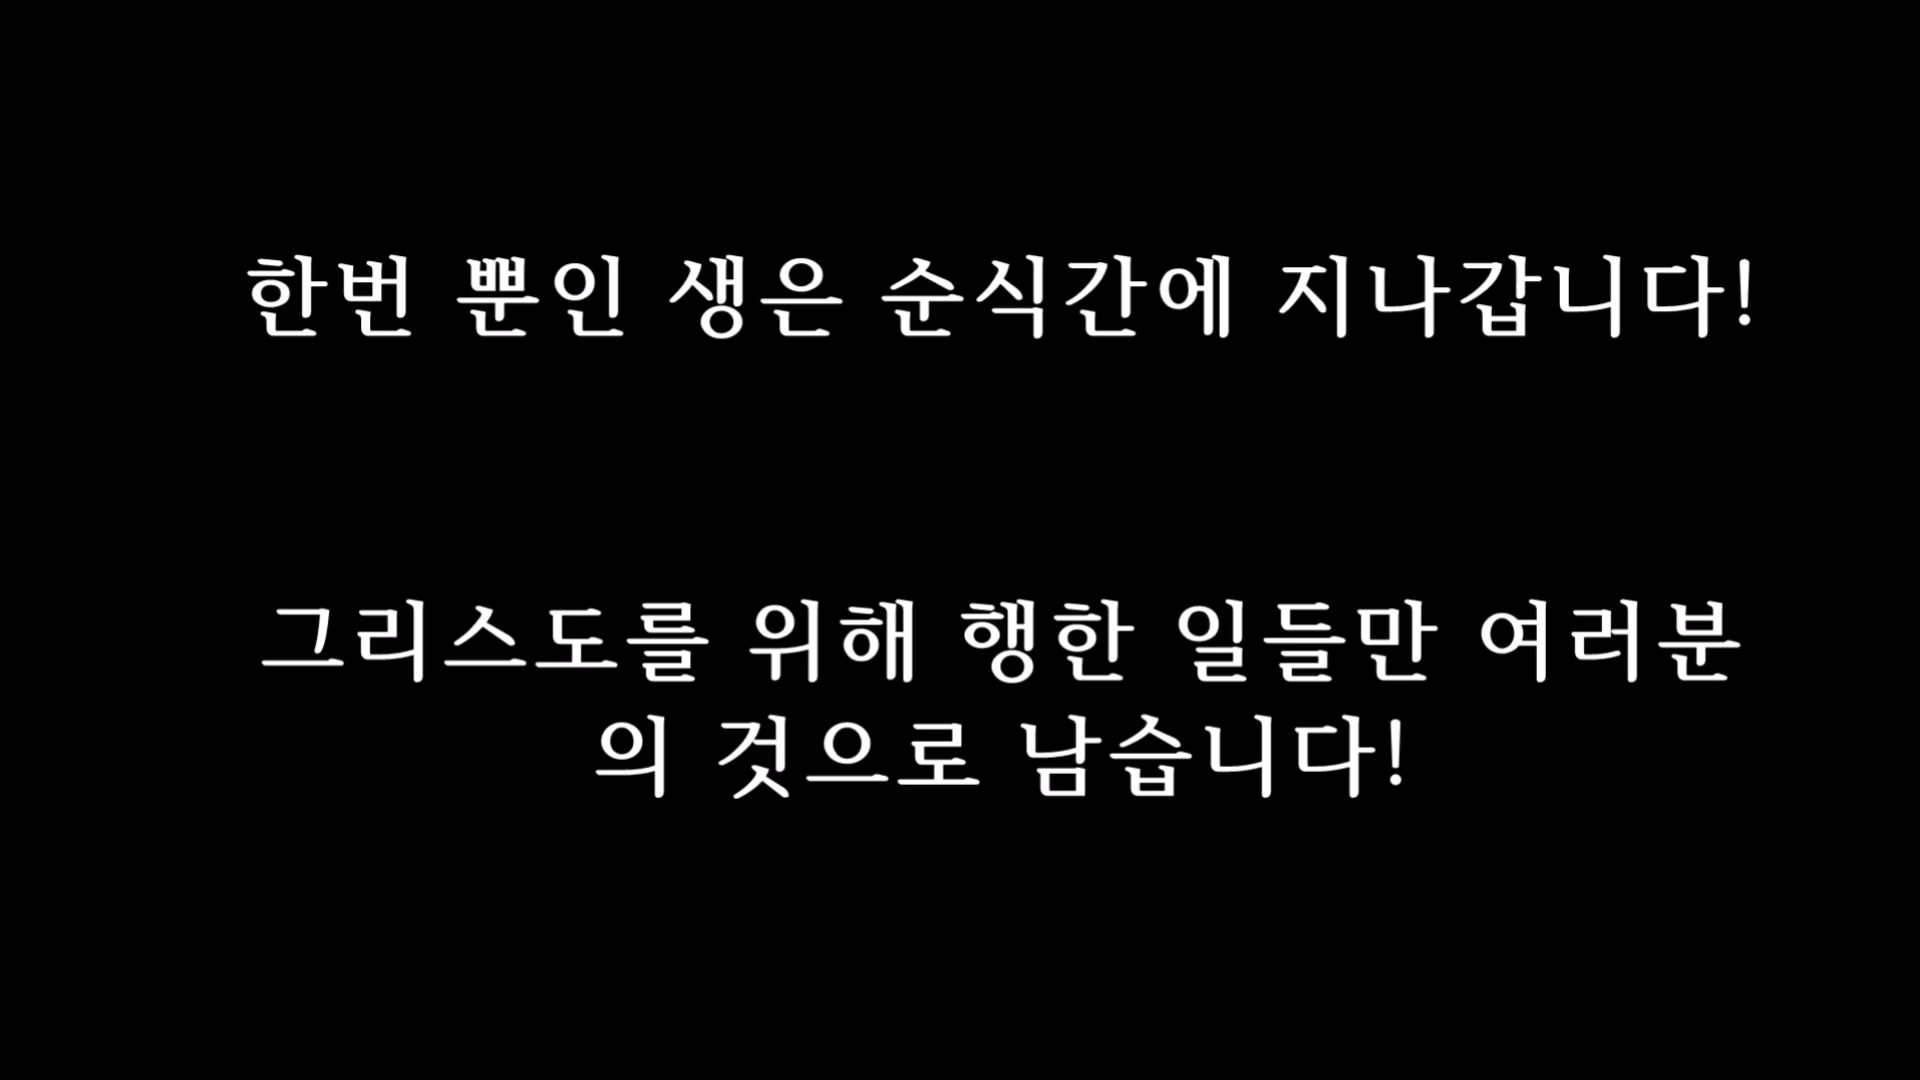 한번 뿐인 생은 순식간에 지나갑니다!
그리스도를 위해 행한 일들만 여러분
의 것으로 남습니다!